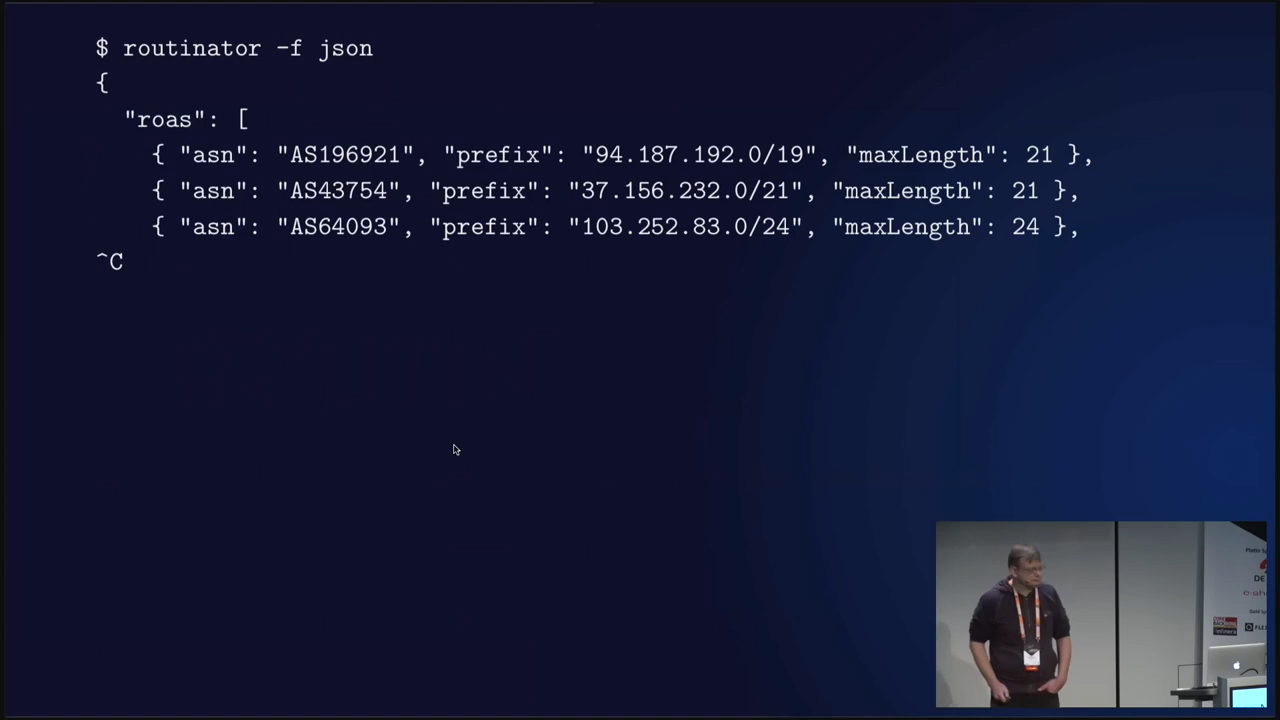 $ routinator -f json
{
"roas": [
{ "asn": "AS196921", "prefix": "94.187.192.0/19", "maxLength": 21 },
{ "asn": "AS43754", "prefix": "37.156.232.0/21", "maxLength": 21 },
{ "asn": "AS64093", "prefix": "103.252.83.0/24", "maxLength": 24 },
^C
DE